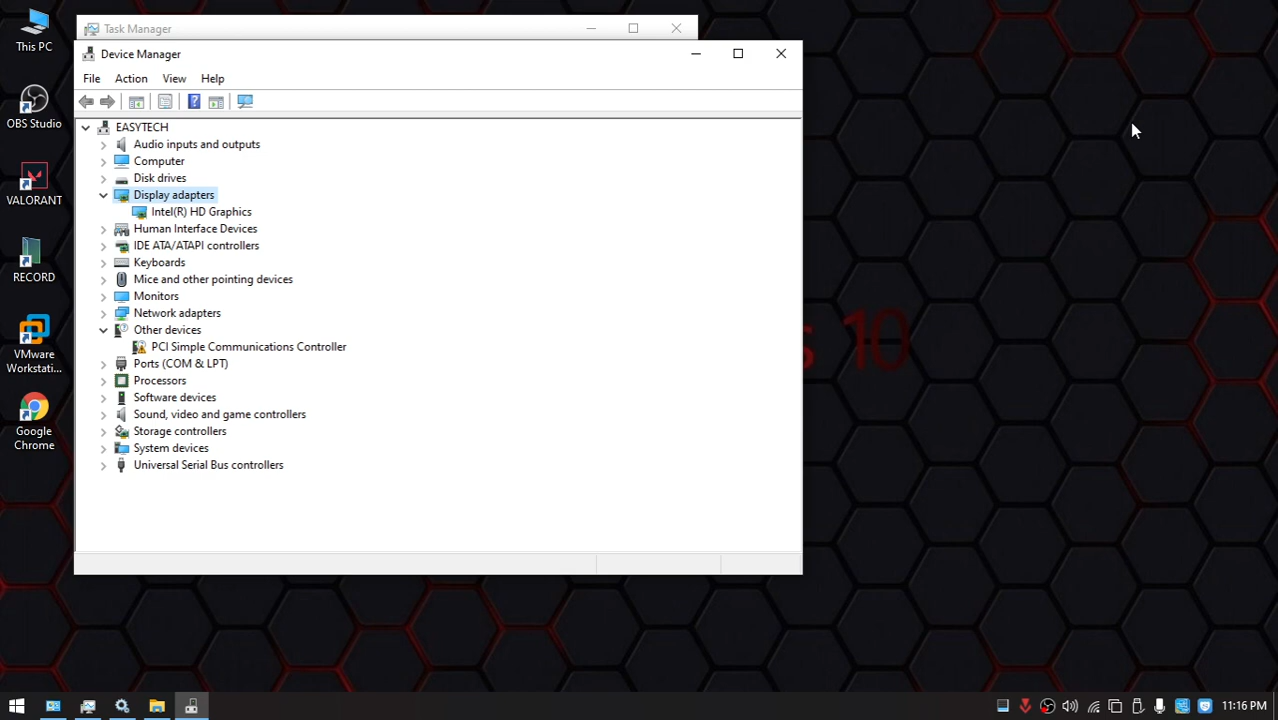 This PC
OBS Studio
VALORANT
RECORD
VMware
Workstati...
Google
Chrome
Task Manager
Device Manager
File Action View Help
EASYTECH
Audio inputs and outputs
Computer
Disk drives
Display adapters
Intel(R) HD Graphics
Human Interface Devices
IDE ATA/ATAPI controllers
Keyboards
Mice and other pointing devices
Monitors
Network adapters
Other devices
PCI Simple Communications Controller
Ports (COM & LPT)
Processors
Software devices
Sound, video and game controllers
Storage controllers
System devices
Universal Serial Bus controllers
s 10
11:16 PM